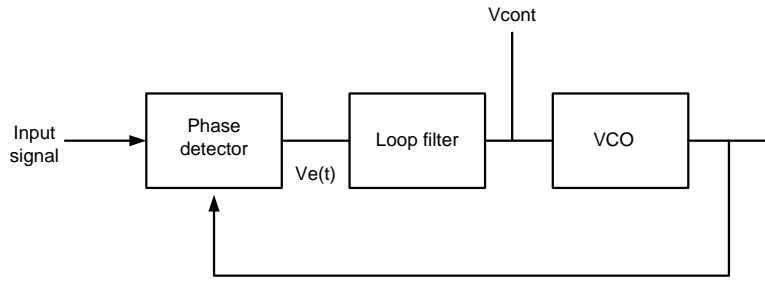 Vcont
Input
signal
Phase
detector
Ve(t)
Loop filter
VCO